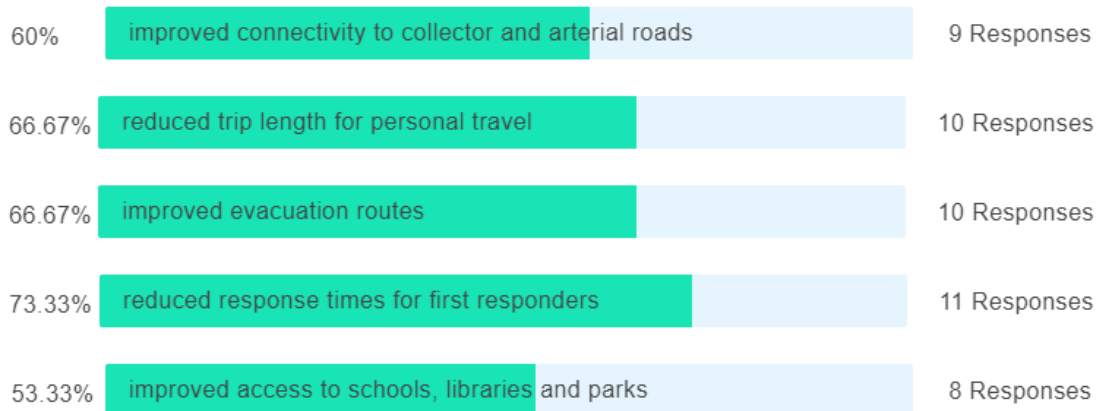 60% improved connectivity to collector and arterial roads 9 Responses
66.67% reduced trip length for personal travel 10 Responses
66.67% improved evacuation routes 10 Responses
73.33% reduced response times for first responders 11 Responses
53.33% improved access to schools, libraries and parks 8 Responses